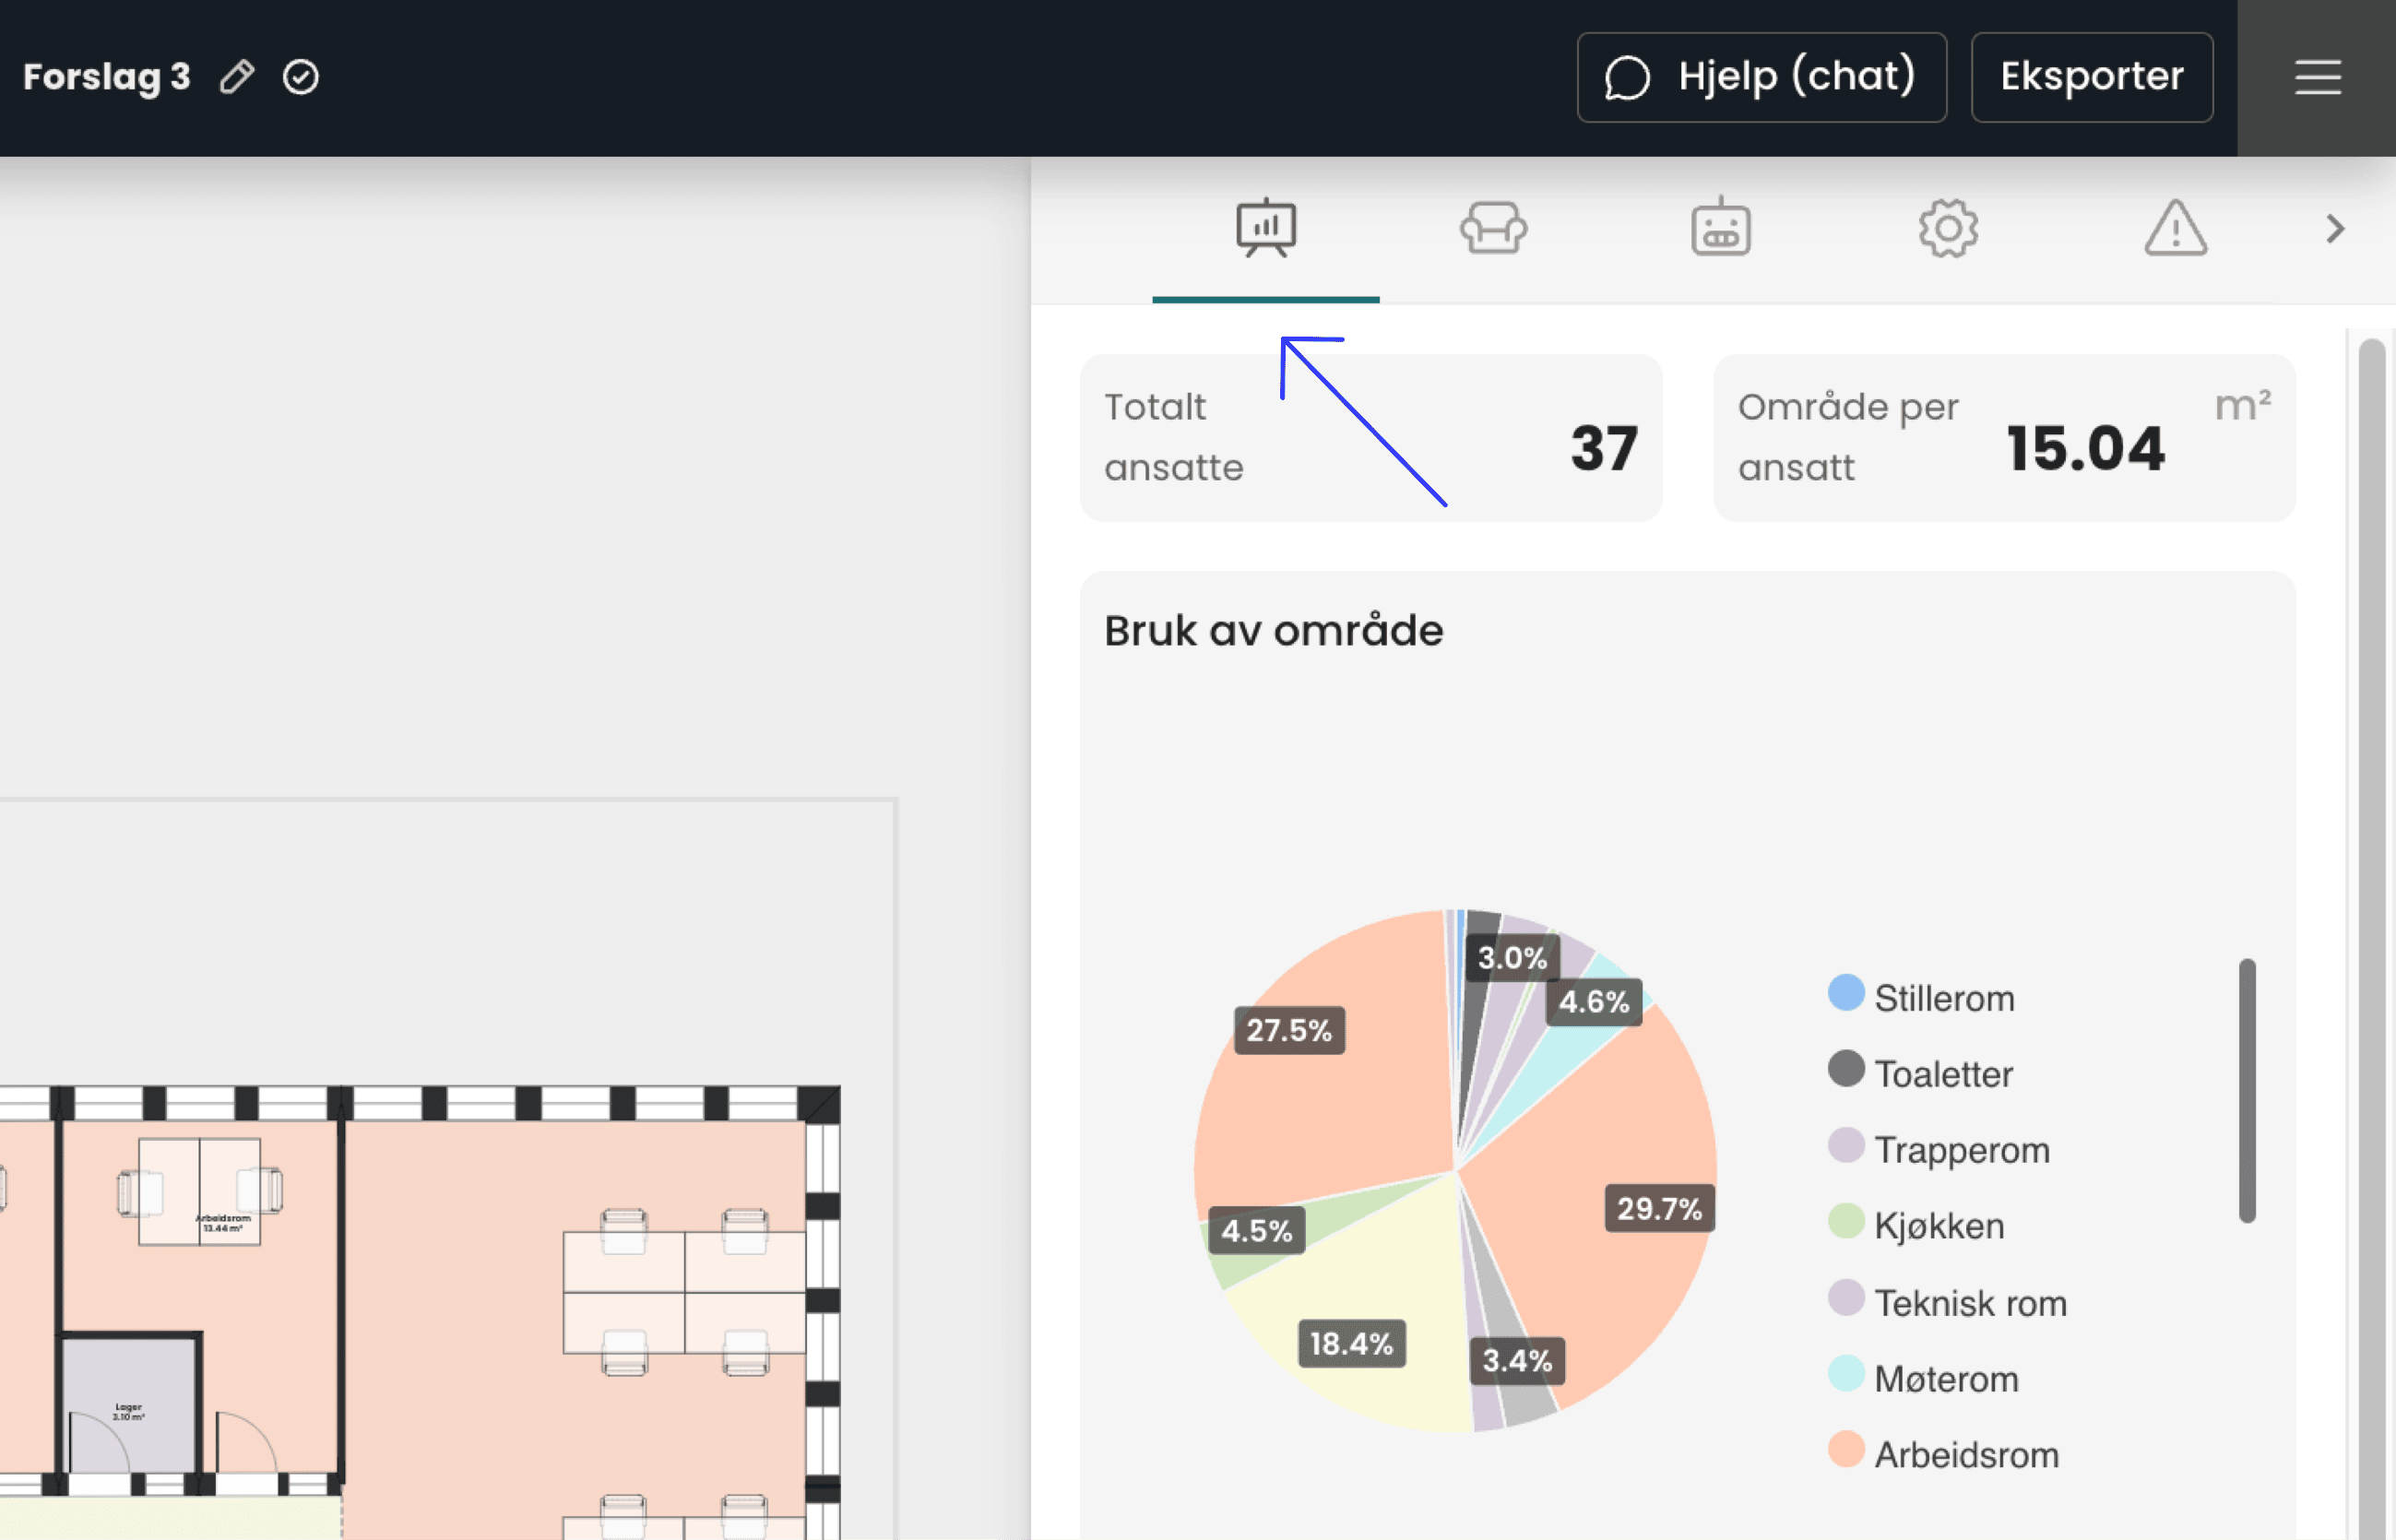 Forslag 3
Hjelp (chat)
Eksporter
Totalt
ansatte
37
Område per
ansatt
15.04
m²
Bruk av område
3.0%
4.6%
27.5%
29.7%
4.5%
18.4%
3.4%
Stillerom
Toaletter
Trapperom
Kjøkken
Teknisk rom
Møterom
Arbeidsrom
Arbeidsrom
13.44 m²
Lager
3.10 m²